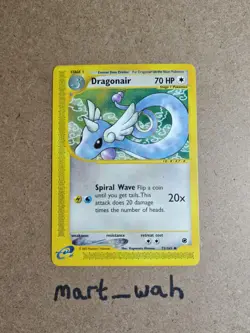 STAGE 1
Dragonair
70 HP
Spiral Wave Flip a coin
until you get tails. This
attack does 20 damage
times the number of heads.
20x
weakness
resistance
retreat cost
mart_wah